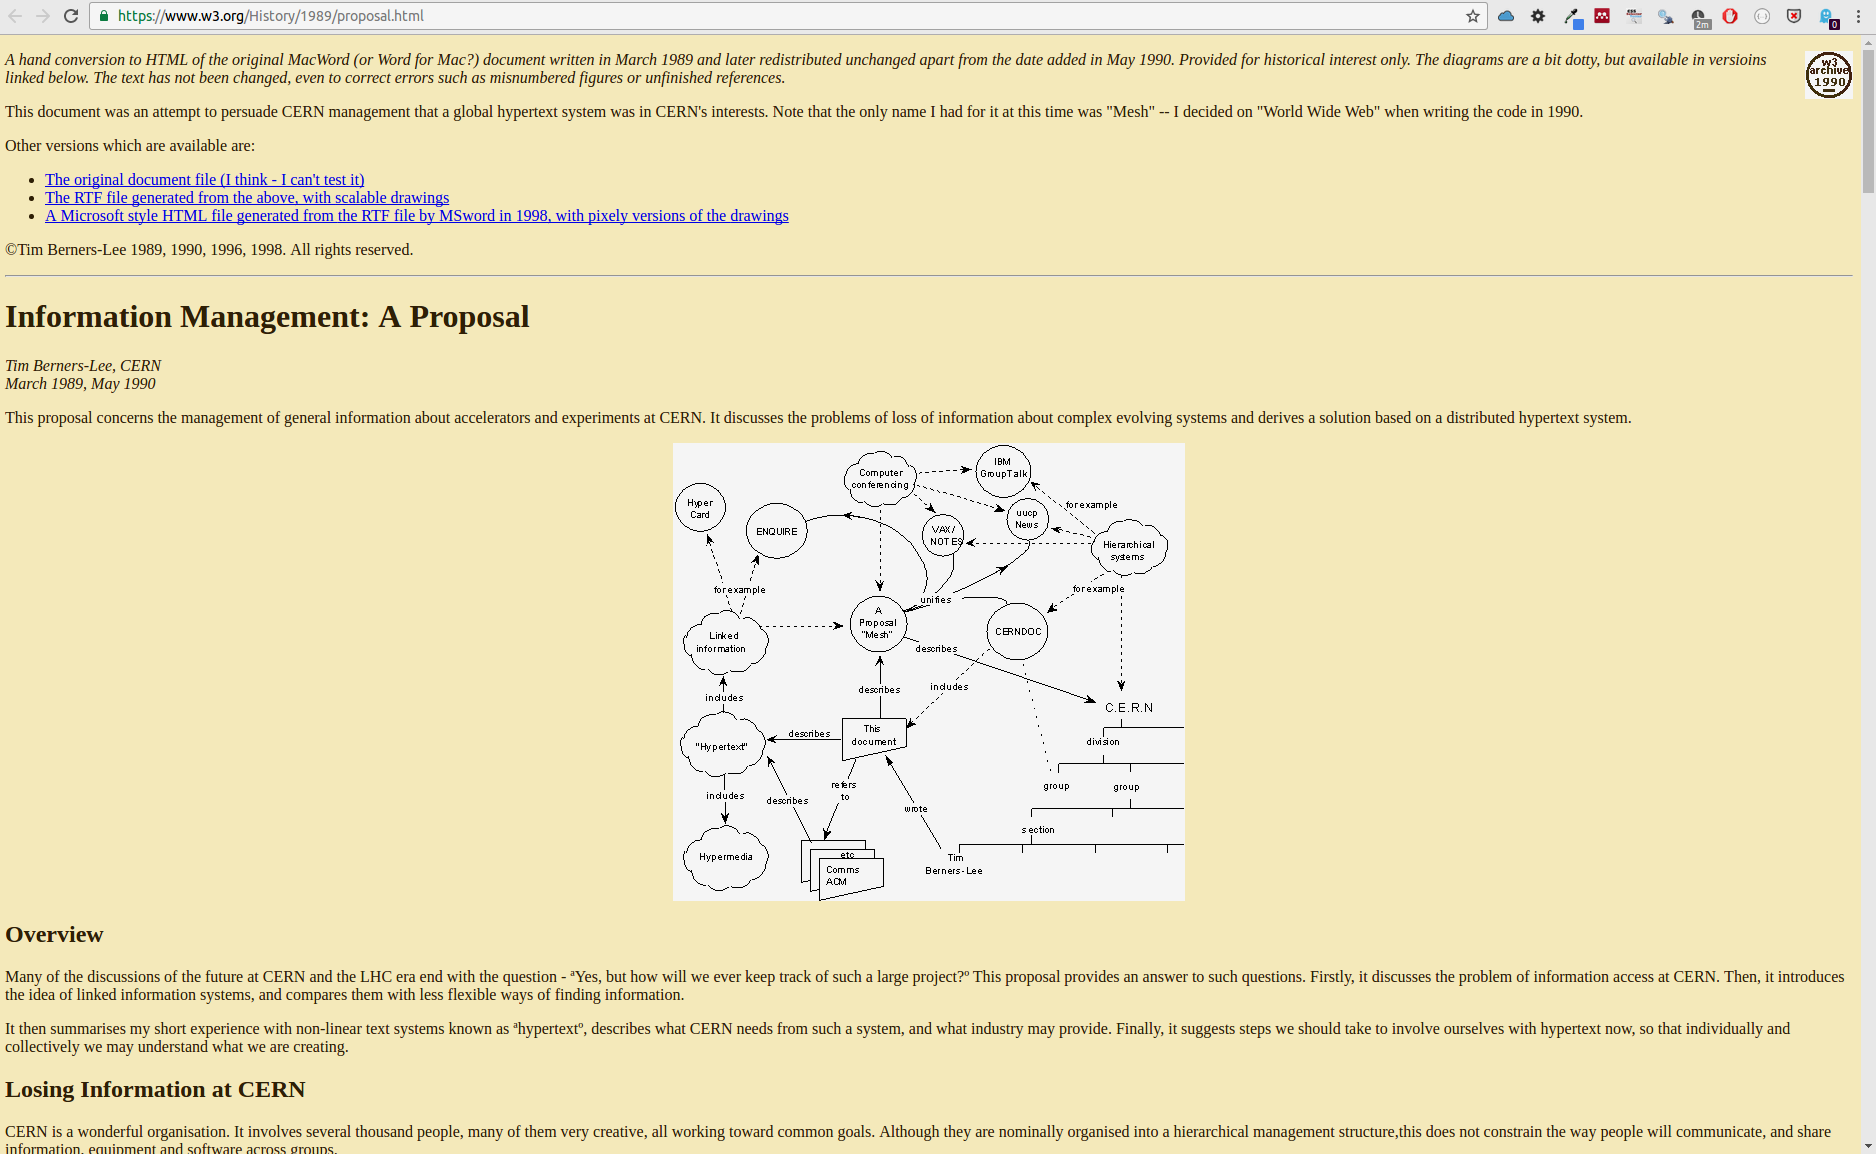 https://www.w3.org/History/1989/proposal.html
2m
0
A hand conversion to HTML of the original MacWord (or Word for Mac?) document written in March 1989 and later redistributed unchanged apart from the date added in May 1990. Provided for historical interest only. The diagrams are a bit dotty, but available in versioins
linked below. The text has not been changed, even to correct errors such as misnumbered figures or unfinished references.
w3
archive
1990
This document was an attempt to persuade CERN management that a global hypertext system was in CERN's interests. Note that the only name I had for it at this time was "Mesh" -- I decided on "World Wide Web" when writing the code in 1990.
Other versions which are available are:
• The original document file (I think - I can't test it)
• The RTF file generated from the above, with scalable drawings
• A Microsoft style HTML file generated from the RTF file by MSword in 1998, with pixely versions of the drawings
©Tim Berners-Lee 1989, 1990, 1996, 1998. All rights reserved.
Information Management: A Proposal
Tim Berners-Lee, CERN
March 1989, May 1990
This proposal concerns the management of general information about accelerators and experiments at CERN. It discusses the problems of loss of information about complex evolving systems and derives a solution based on a distributed hypertext system.
Computer
conferencing
IBM
GroupTalk
Hyper
Card
ENQUIRE
VAX/
NOTES
uucp
News
for example
Hierarchical
systems
for example
for example
unifies
A
Proposal
"Mesh"
CERNDOC
Linked
information
describes
includes
describes
includes
C.E.R.N
This
document
describes
"Hypertext"
division
includes
describes
refers
to
wrote
group
group
section
Hypermedia
etc
Comms
ACM
Tim
Berners-Lee
Overview
Many of the discussions of the future at CERN and the LHC era end with the question - ªYes, but how will we ever keep track of such a large project?º This proposal provides an answer to such questions. Firstly, it discusses the problem of information access at CERN. Then, it introduces
the idea of linked information systems, and compares them with less flexible ways of finding information.
It then summarises my short experience with non-linear text systems known as ªhypertextº, describes what CERN needs from such a system, and what industry may provide. Finally, it suggests steps we should take to involve ourselves with hypertext now, so that individually and
collectively we may understand what we are creating.
Losing Information at CERN
CERN is a wonderful organisation. It involves several thousand people, many of them very creative, all working toward common goals. Although they are nominally organised into a hierarchical management structure,this does not constrain the way people will communicate, and share
information, equipment and software across groups.